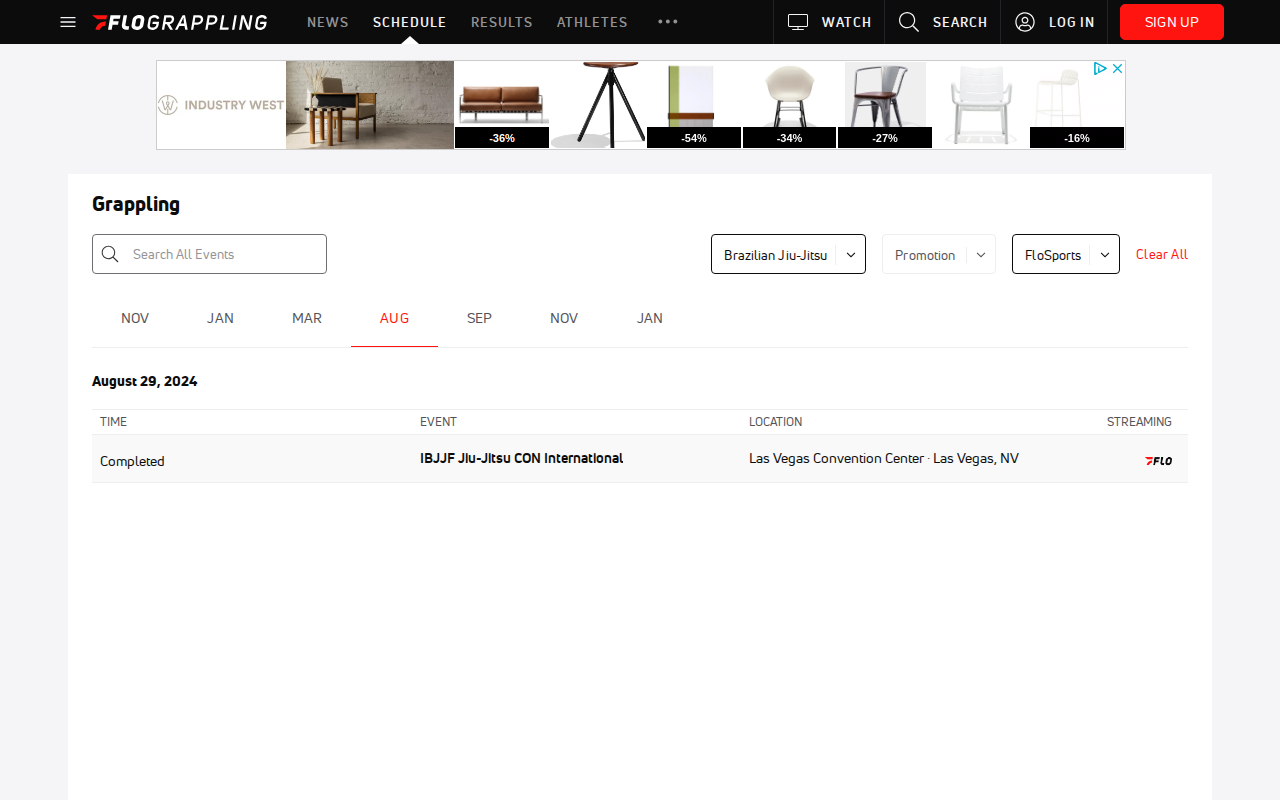 FLOGRAPPLING NEWS SCHEDULE RESULTS ATHLETES ••• WATCH SEARCH LOG IN SIGN UP
INDUSTRY WEST
-36% -54% -34% -27% -16%
Grappling
Search All Events Brazilian Jiu-Jitsu Promotion FloSports Clear All
NOV JAN MAR AUG SEP NOV JAN
August 29, 2024
TIME EVENT LOCATION STREAMING
Completed IBJJF Jiu-Jitsu CON International Las Vegas Convention Center · Las Vegas, NV FLO